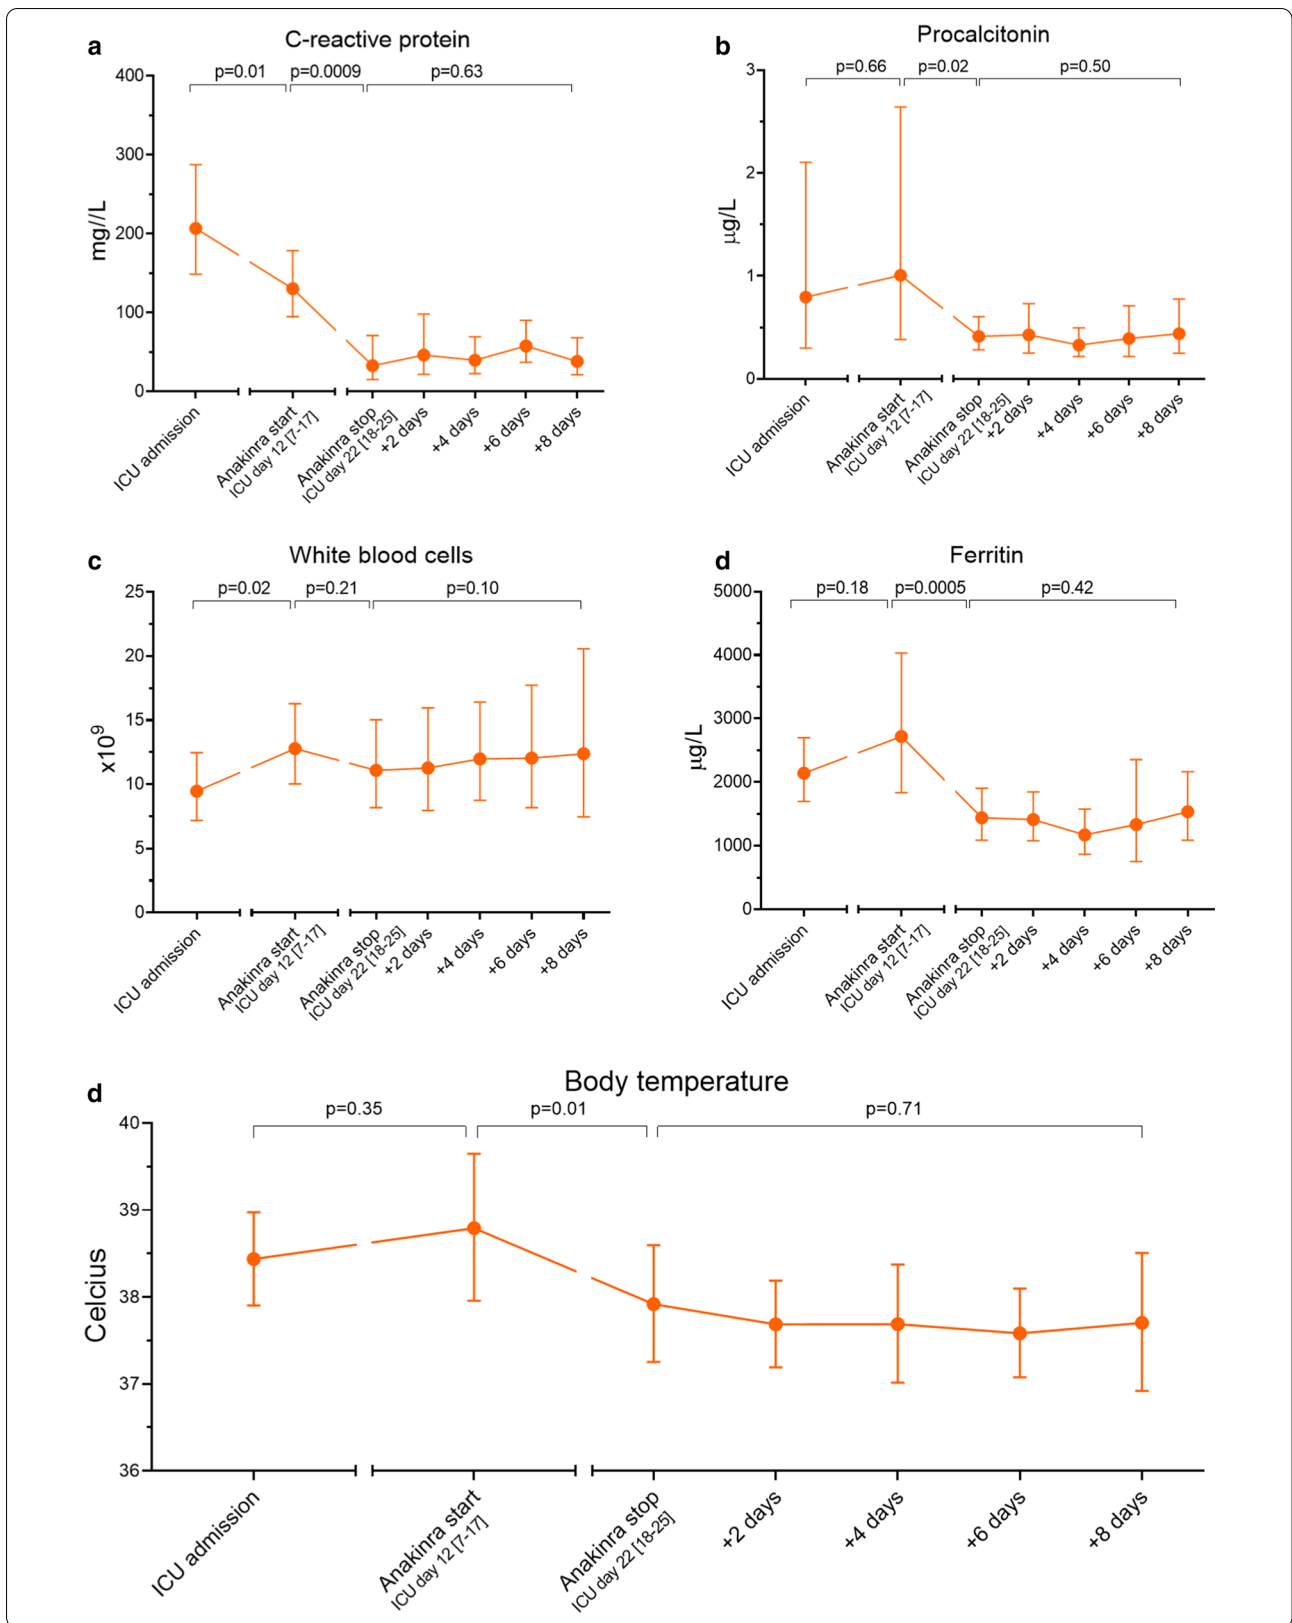 a
C-reactive protein
p=0.01 p=0.0009 p=0.63
400
300
200
100
0
mg//L
ICU admission
Anakinra start
ICU day 12 [7-17]
Anakinra stop
ICU day 22 [18-25]
+2 days
+4 days
+6 days
+8 days
b
Procalcitonin
p=0.66 p=0.02 p=0.50
3
2
1
0
µg/L
ICU admission
Anakinra start
ICU day 12 [7-17]
Anakinra stop
ICU day 22 [18-25]
+2 days
+4 days
+6 days
+8 days
c
White blood cells
p=0.02 p=0.21 p=0.10
25
20
15
10
5
0
x10⁹
ICU admission
Anakinra start
ICU day 12 [7-17]
Anakinra stop
ICU day 22 [18-25]
+2 days
+4 days
+6 days
+8 days
d
Ferritin
p=0.18 p=0.0005 p=0.42
5000
4000
3000
2000
1000
0
µg/L
ICU admission
Anakinra start
ICU day 12 [7-17]
Anakinra stop
ICU day 22 [18-25]
+2 days
+4 days
+6 days
+8 days
d
Body temperature
p=0.35 p=0.01 p=0.71
40
39
38
37
36
Celcius
ICU admission
Anakinra start
ICU day 12 [7-17]
Anakinra stop
ICU day 22 [18-25]
+2 days
+4 days
+6 days
+8 days